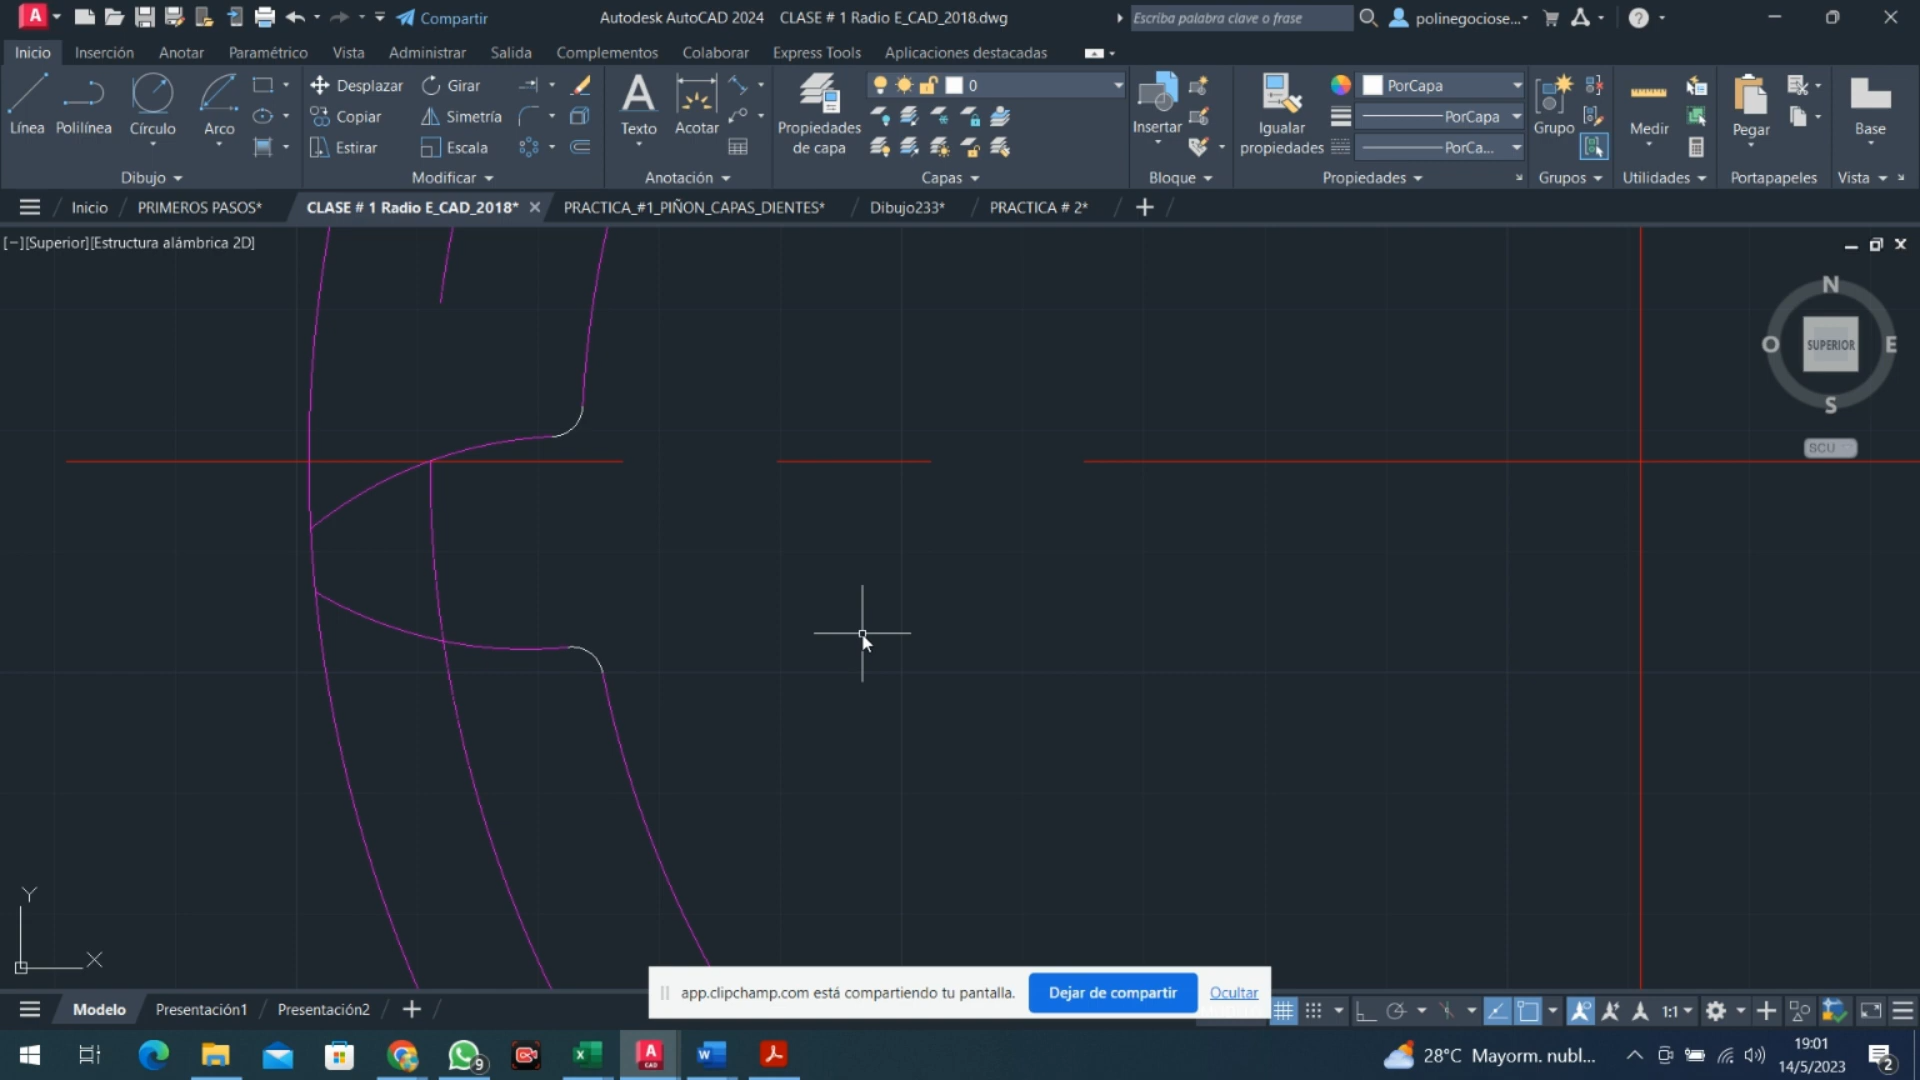 A Compartir Autodesk AutoCAD 2024 CLASE # 1 Radio E_CAD_2018.dwg Escriba palabra clave o frase polinegociose... ?
Inicio Inserción Anotar Paramétrico Vista Administrar Salida Complementos Colaborar Express Tools Aplicaciones destacadas
Línea Polilínea Círculo Arco
Desplazar Girar
Copiar Simetría
Estirar Escala
A Texto Acotar
Propiedades de capa
0
Insertar
Igualar propiedades
PorCapa
PorCapa
PorCa...
Grupo Medir Pegar Base
Dibujo Modificar Anotación Capas Bloque Propiedades Grupos Utilidades Portapapeles Vista
Inicio PRIMEROS PASOS* CLASE # 1 Radio E_CAD_2018* PRACTICA_#1_PIÑON_CAPAS_DIENTES* Dibujo233* PRACTICA # 2*
[−][Superior][Estructura alámbrica 2D]
N
O SUPERIOR E
S
SCU
Y
X
app.clipchamp.com está compartiendo tu pantalla. Dejar de compartir Ocultar
Modelo Presentación1 Presentación2 1:1
9 A CAD 28°C Mayorm. nubl... 19:01
14/5/2023 2